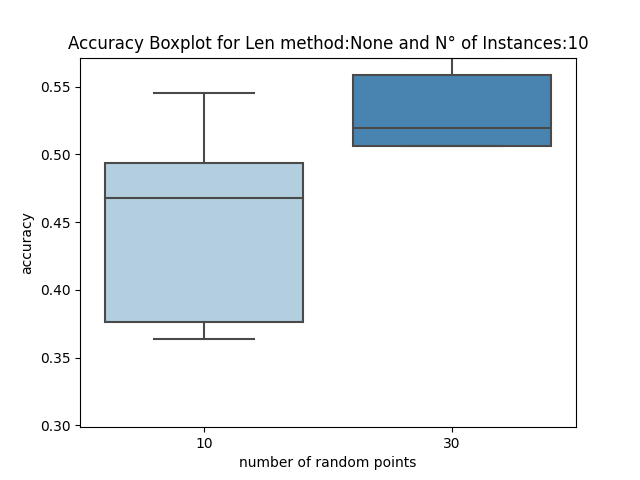 Accuracy Boxplot for Len method:None and N° of Instances:10
0.55
0.50
0.45
0.40
0.35
0.30
accuracy
10
30
number of random points